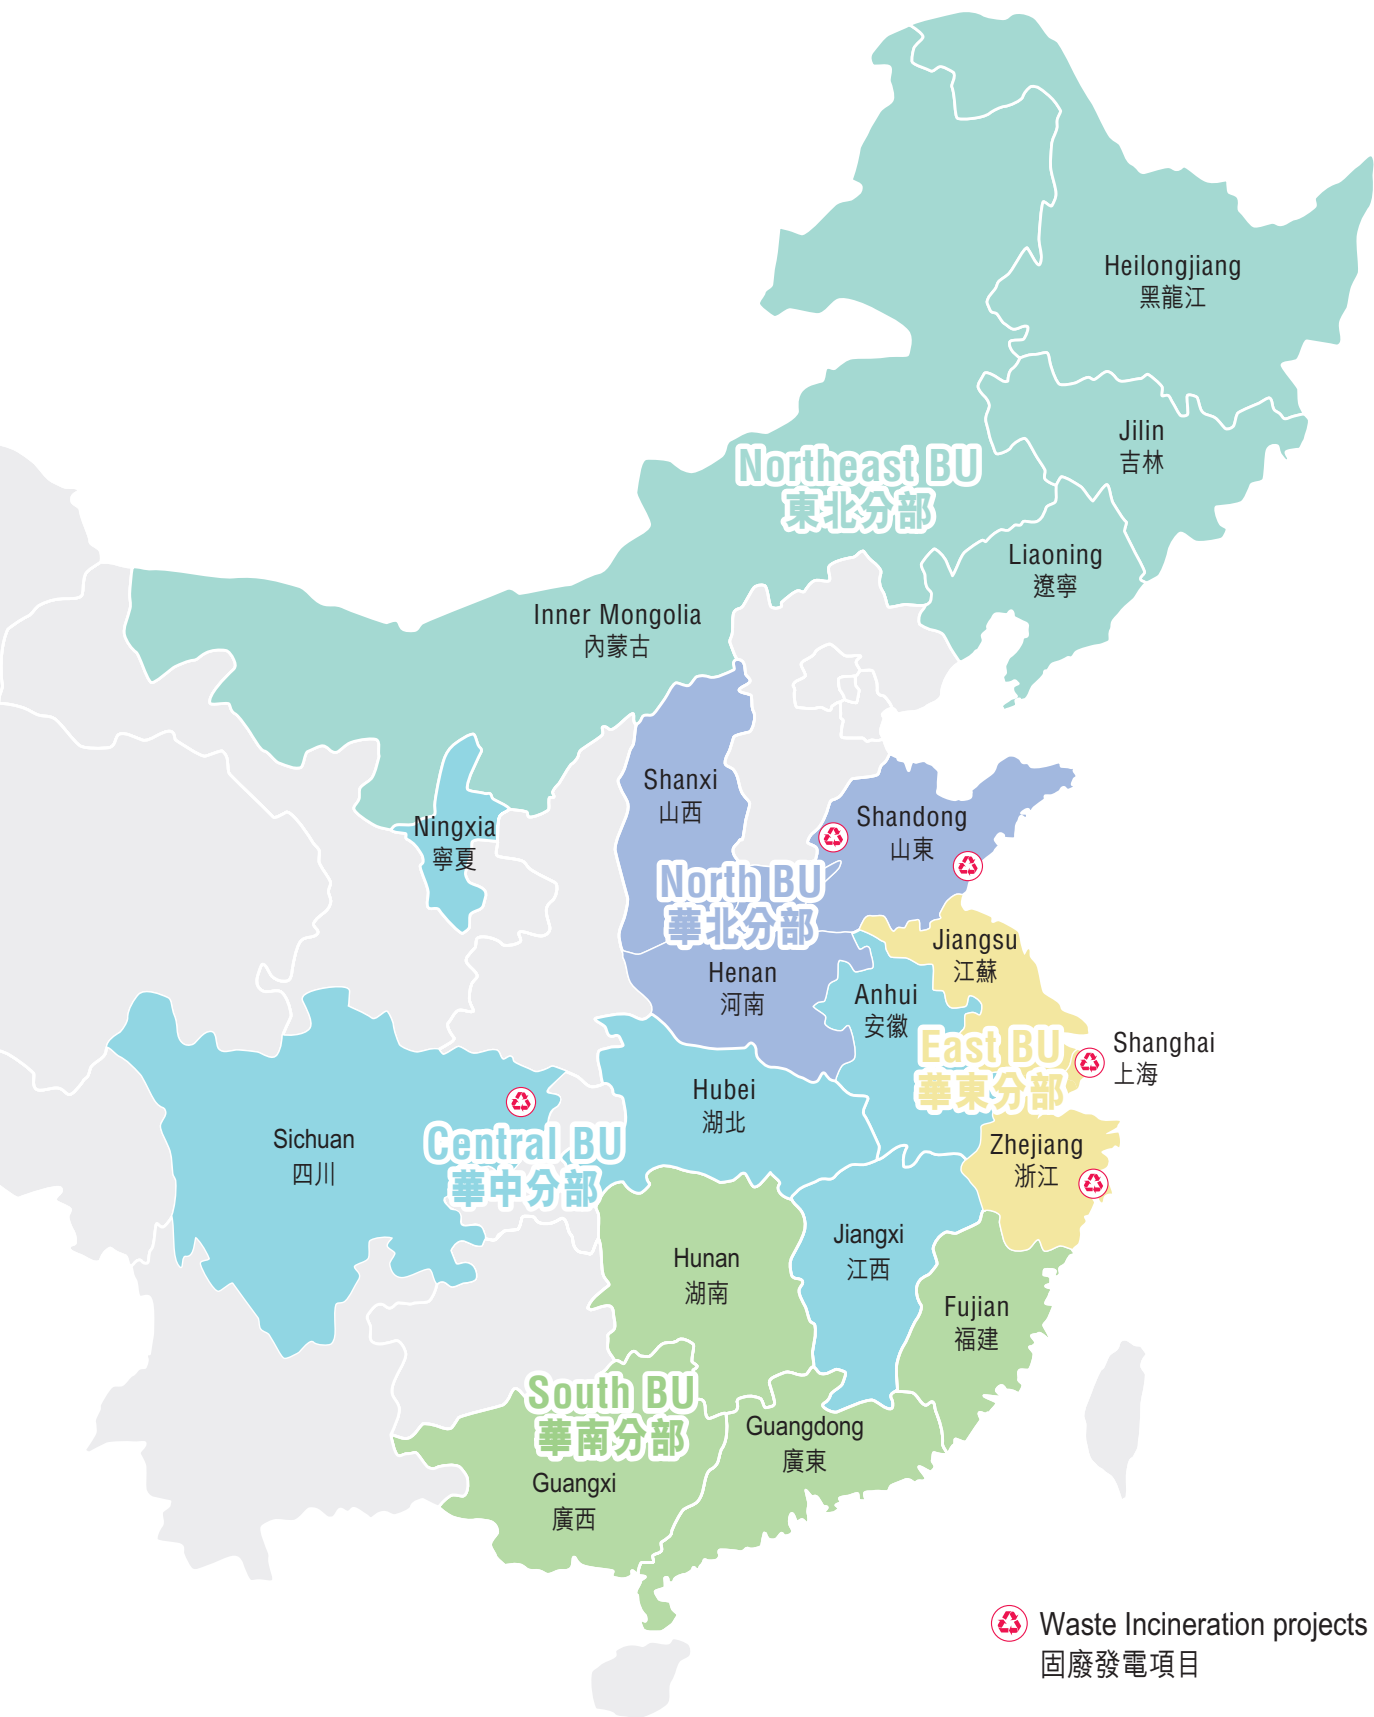 Heilongjiang
黑龍江
Jilin
吉林
Northeast BU
東北分部
Liaoning
遼寧
Inner Mongolia
內蒙古
Shanxi
山西
Shandong
山東
Ningxia
寧夏
North BU
華北分部
Jiangsu
江蘇
Henan
河南
Anhui
安徽
East BU
華東分部
Shanghai
上海
Hubei
湖北
Sichuan
四川
Central BU
華中分部
Zhejiang
浙江
Jiangxi
江西
Hunan
湖南
Fujian
福建
South BU
華南分部
Guangdong
廣東
Guangxi
廣西
Waste Incineration projects
固廢發電項目